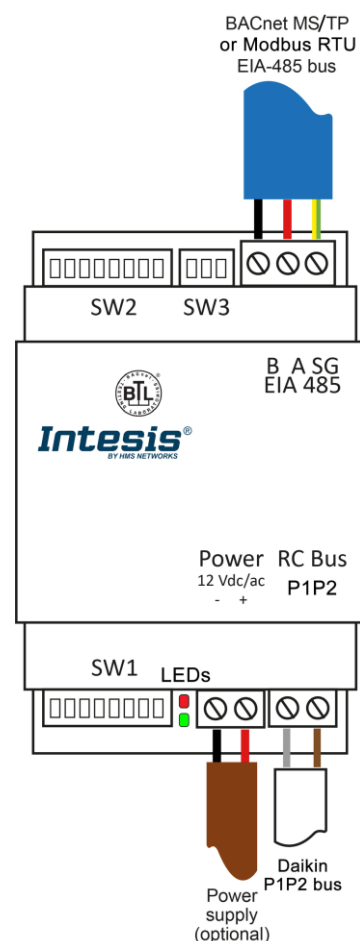 BACnet MS/TP
or Modbus RTU
EIA-485 bus
SW2 SW3
B A SG
EIA 485
BTL
Intesis®
BY HMS NETWORKS
Power RC Bus
12 Vdc/ac P1P2
- +
SW1 LEDs
Daikin
P1P2 bus
Power
supply
(optional)